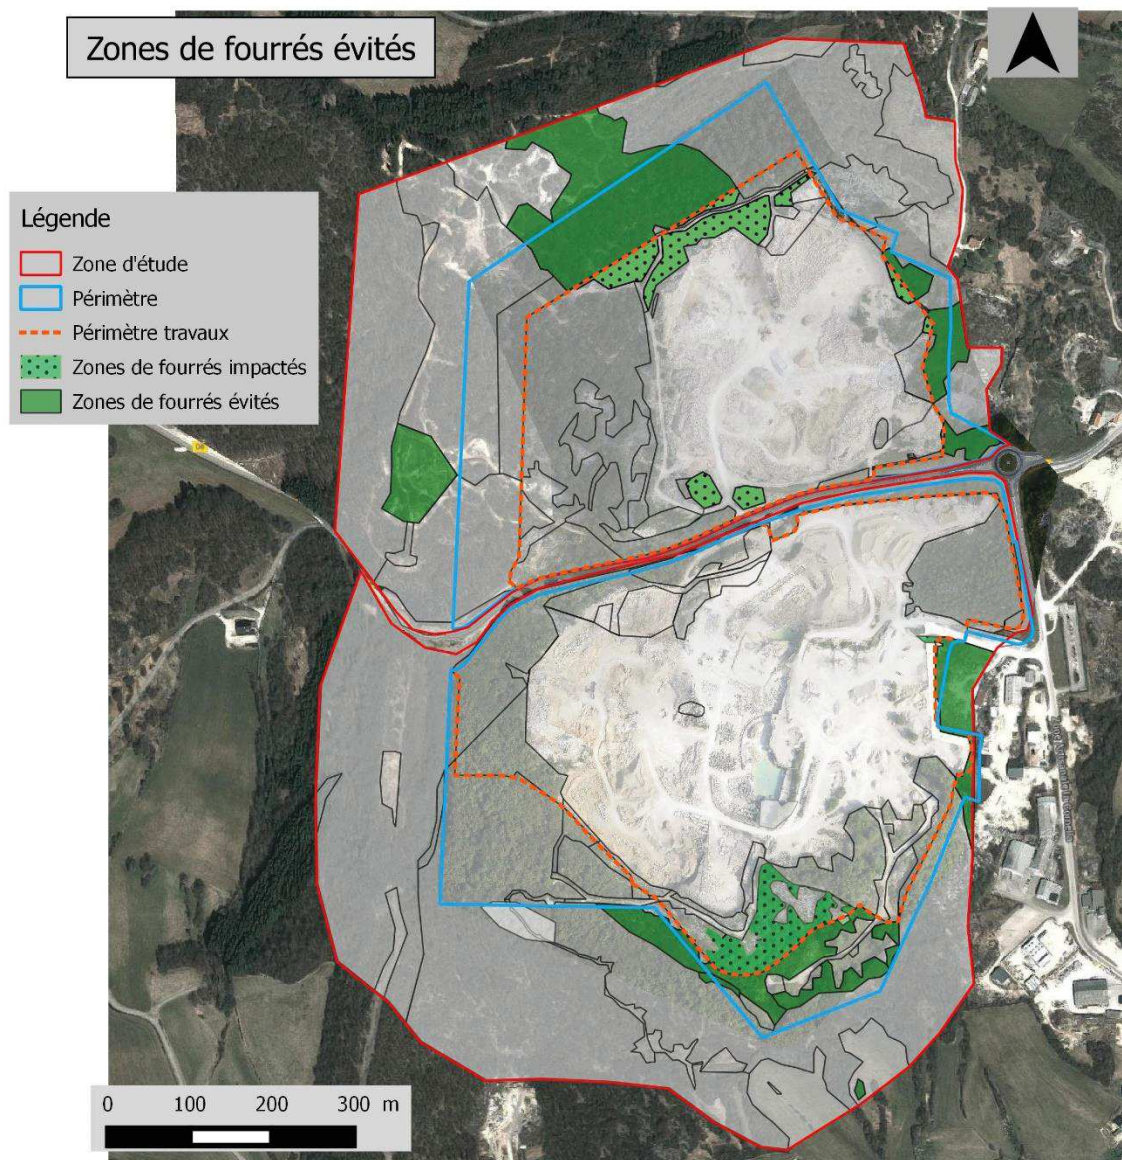 Zones de fourrés évités
Légende
Zone d'étude
Périmètre
Périmètre travaux
Zones de fourrés impactés
Zones de fourrés évités
0 100 200 300 m